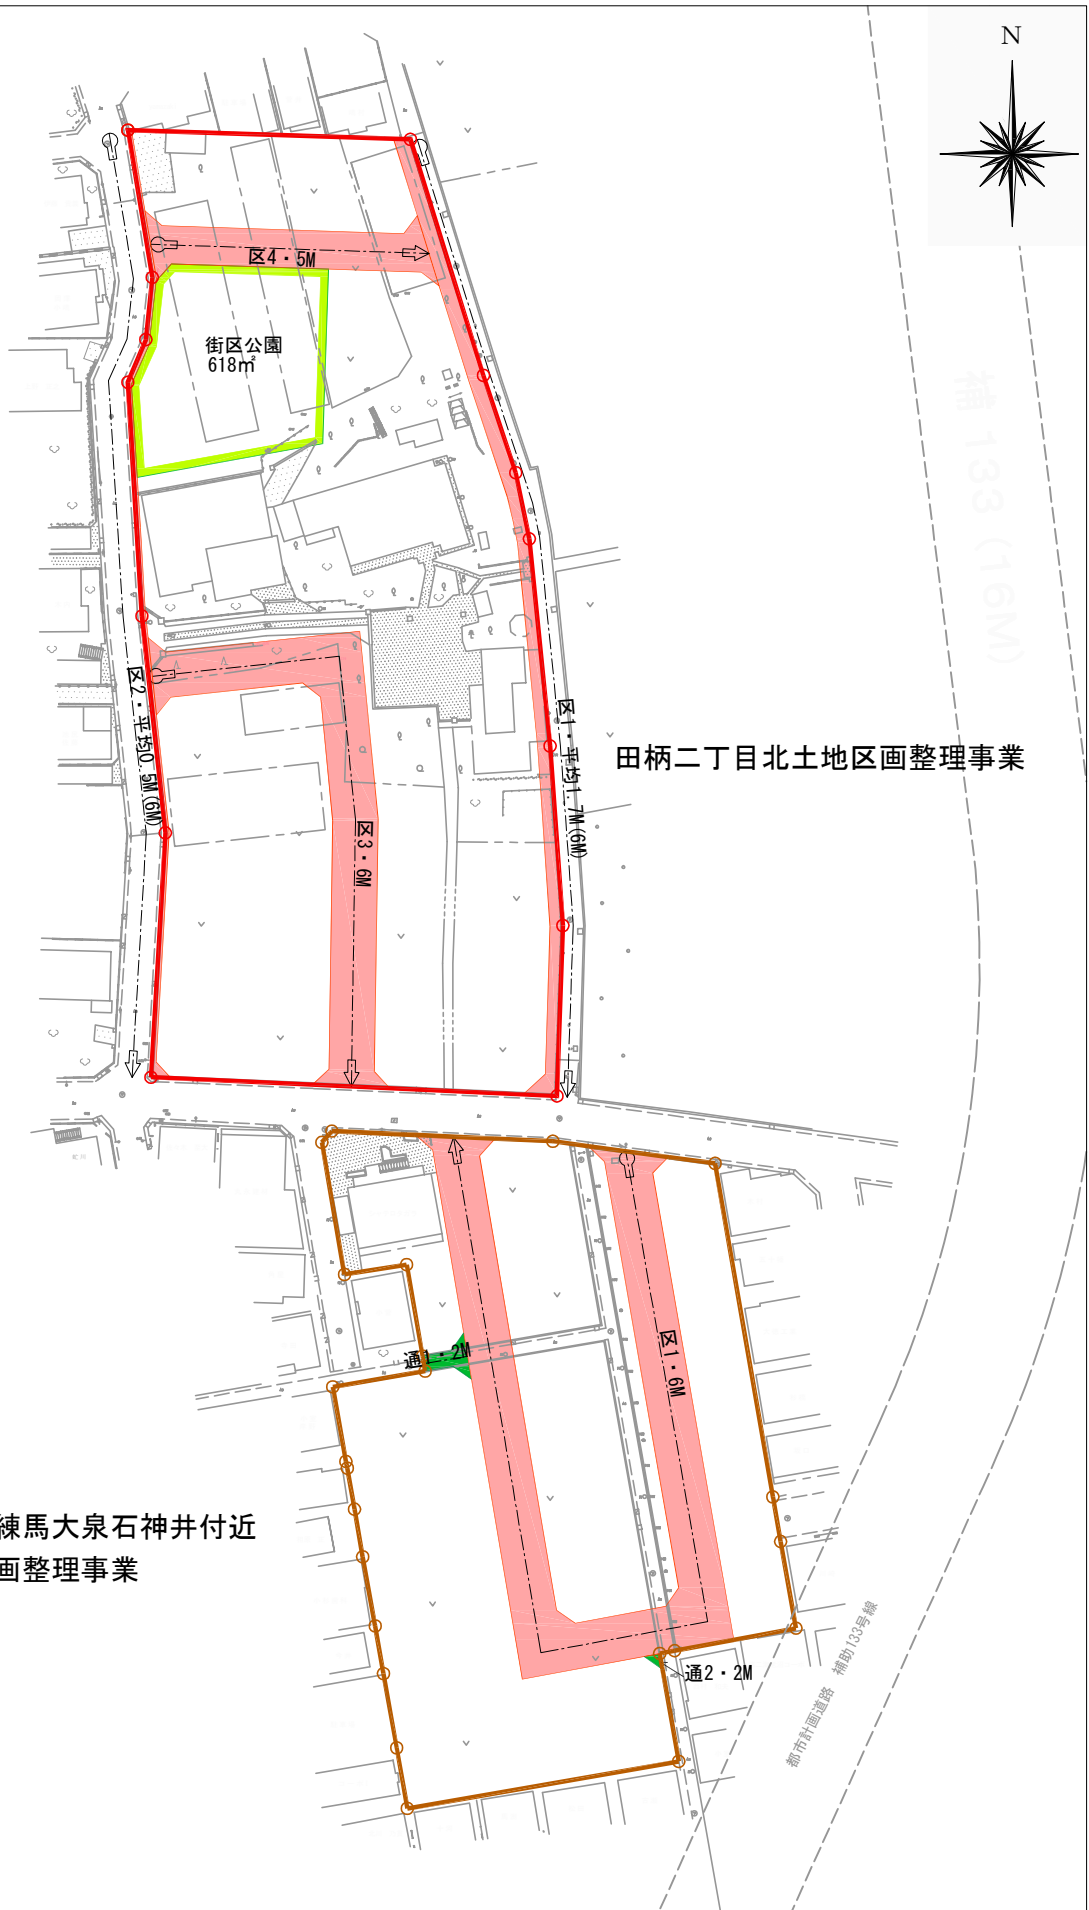 N
区4・5M
街区公園
618㎡
補 133 (16M)
区2・平均0.5M(6M)
区1・平均1.7M(6M)
田柄二丁目北土地区画整理事業
区3・6M
通1・2M
区1・6M
練馬大泉石神井付近
画整理事業
通2・2M
都市計画道路 補助133号線